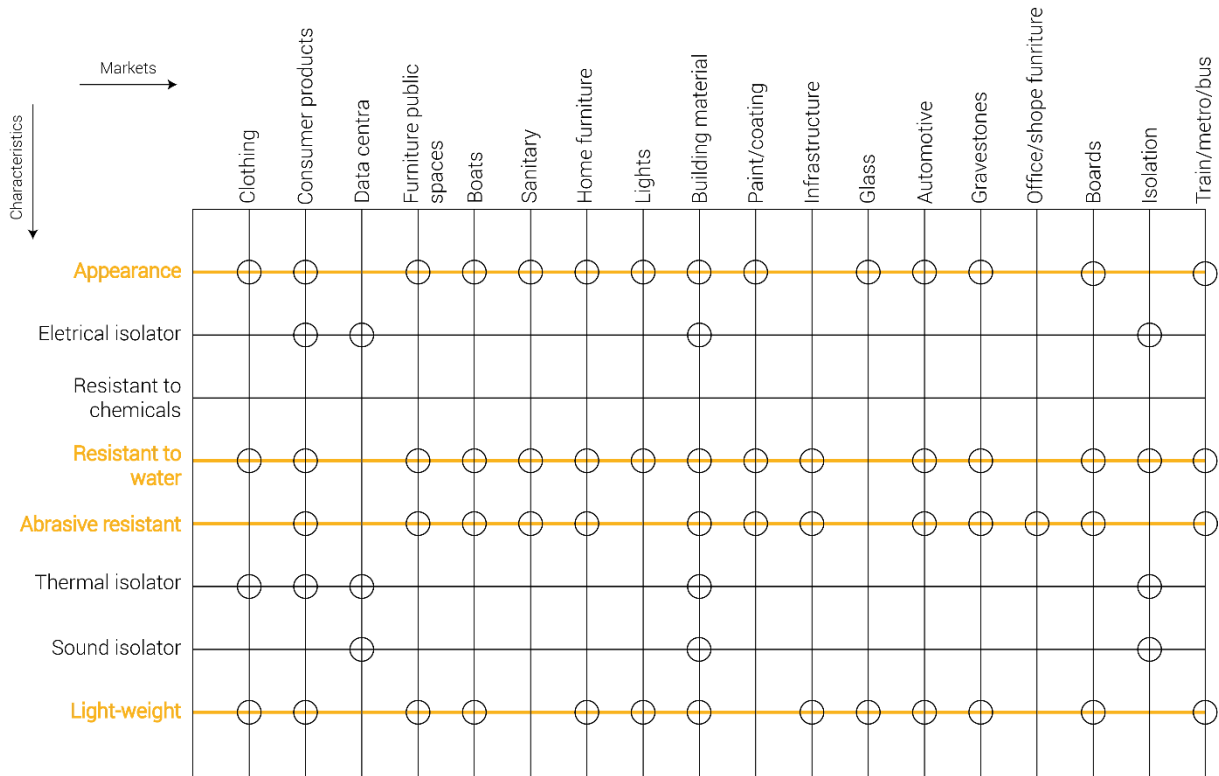 Markets
Characteristics
Clothing
Consumer products
Data centra
Furniture public
spaces
Boats
Sanitary
Home furniture
Lights
Building material
Paint/coating
Infrastructure
Glass
Automotive
Gravestones
Office/shope funriture
Boards
Isolation
Train/metro/bus
Appearance
Eletrical isolator
Resistant to
chemicals
Resistant to
water
Abrasive resistant
Thermal isolator
Sound isolator
Light-weight